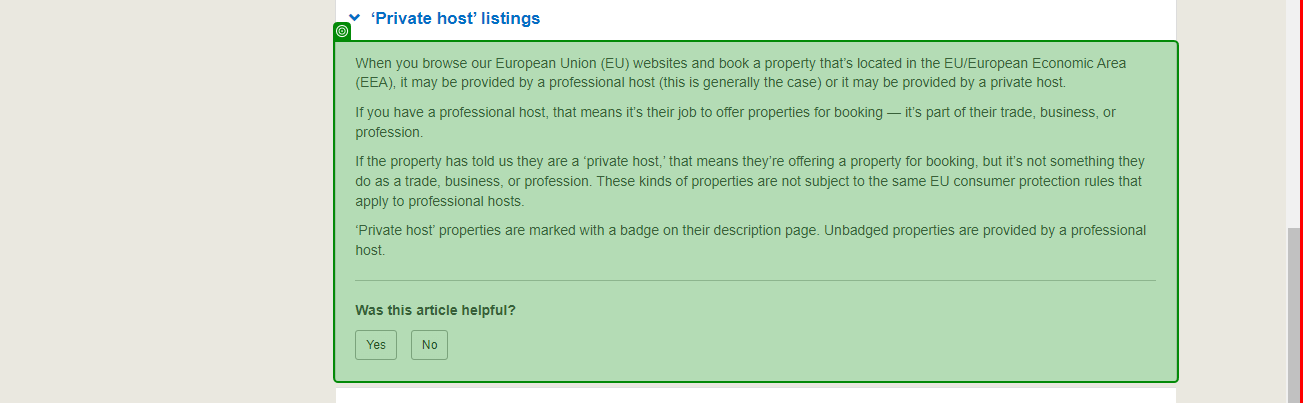 ‘Private host’ listings
When you browse our European Union (EU) websites and book a property that’s located in the EU/European Economic Area
(EEA), it may be provided by a professional host (this is generally the case) or it may be provided by a private host.
If you have a professional host, that means it’s their job to offer properties for booking — it’s part of their trade, business, or
profession.
If the property has told us they are a ‘private host,’ that means they’re offering a property for booking, but it’s not something they
do as a trade, business, or profession. These kinds of properties are not subject to the same EU consumer protection rules that
apply to professional hosts.
‘Private host’ properties are marked with a badge on their description page. Unbadged properties are provided by a professional
host.
Was this article helpful?
Yes No